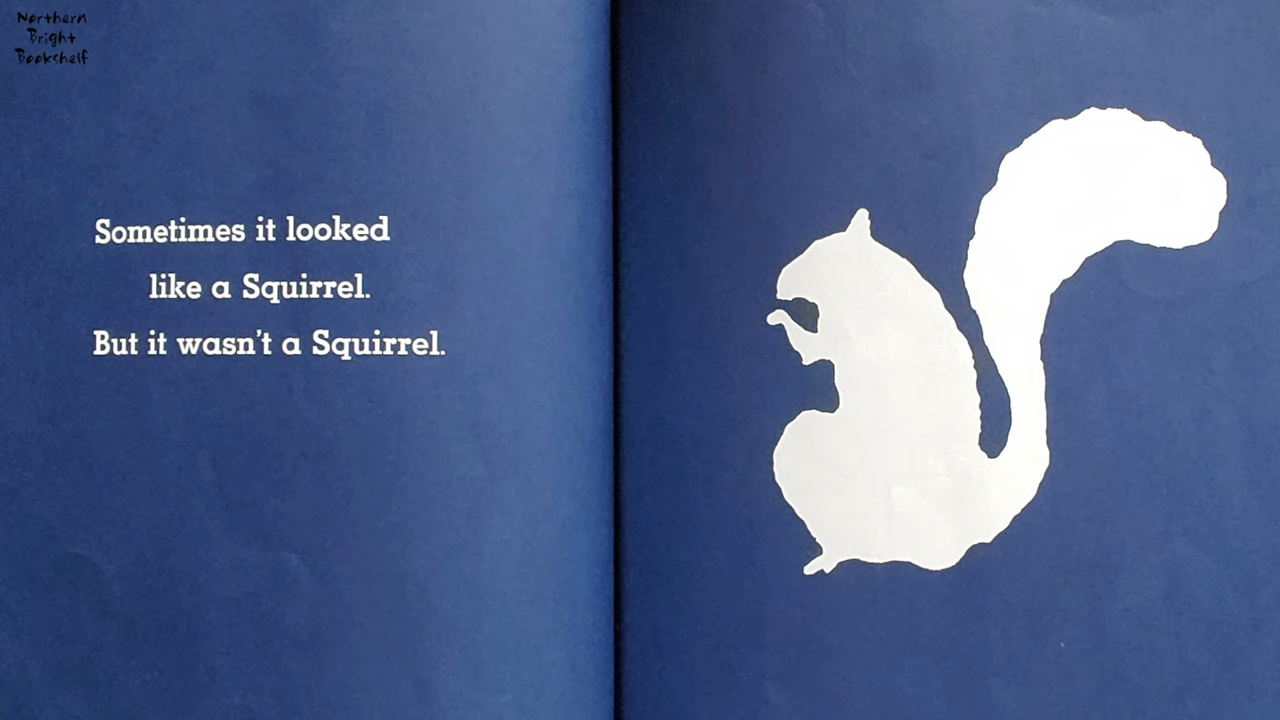 Northern
Bright
Bookshelf
Sometimes it looked
like a Squirrel.
But it wasn't a Squirrel.